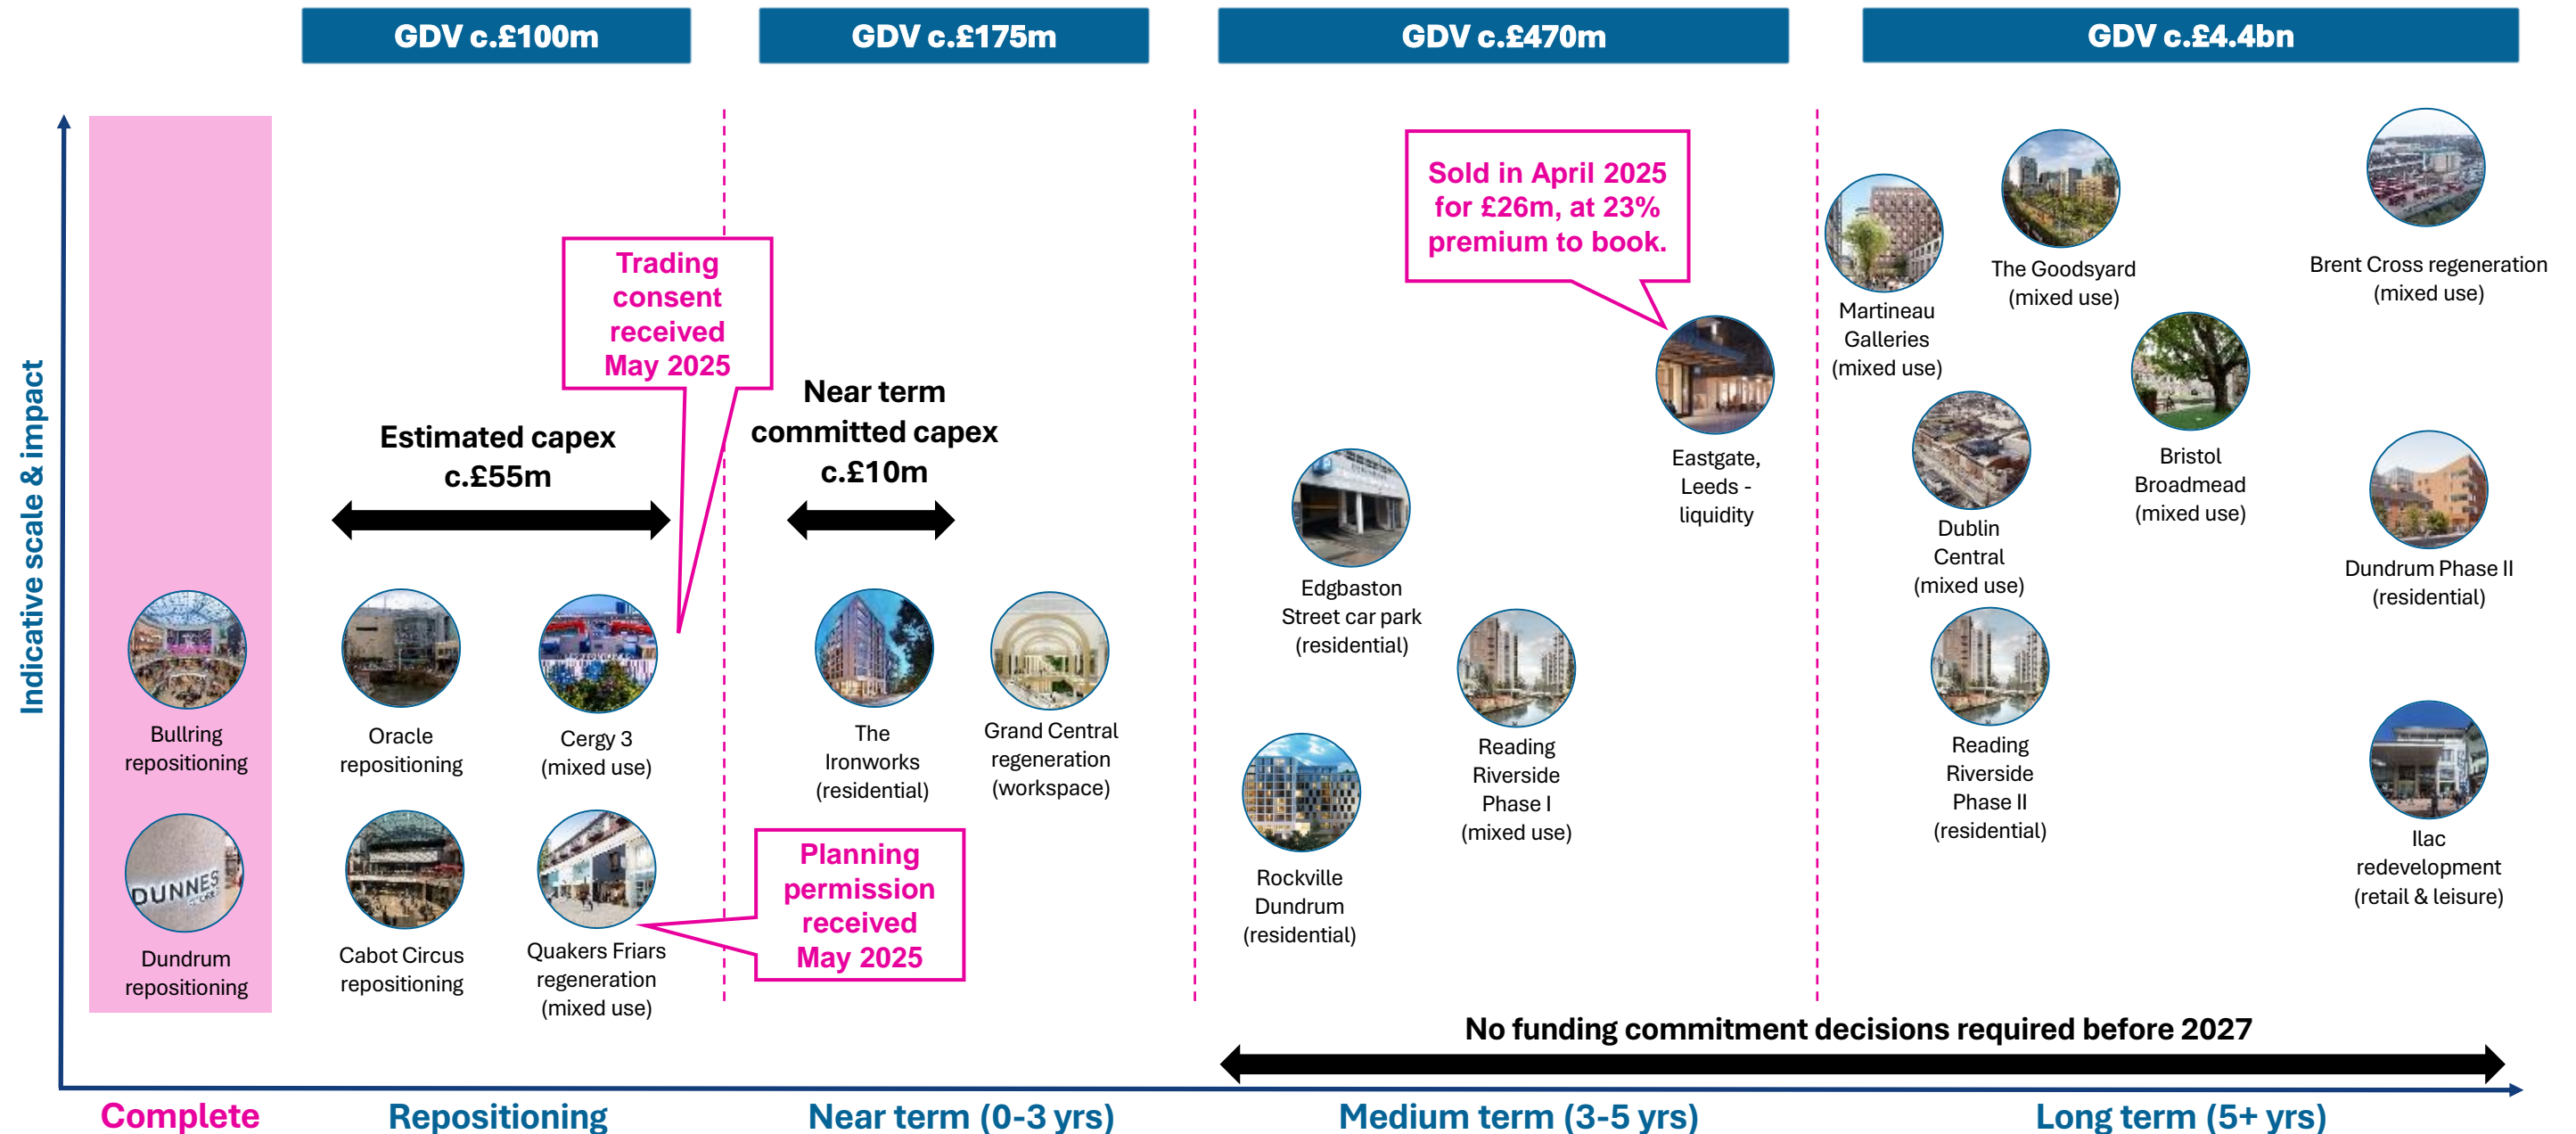 GDV c.£100m
GDV c.£175m
GDV c.£470m
GDV c.£4.4bn
Indicative scale & impact
Bullring
repositioning
DUNNES
Dundrum
repositioning
Trading
consent
received
May 2025
Estimated capex
c.£55m
Oracle
repositioning
Cergy 3
(mixed use)
Cabot Circus
repositioning
Quakers Friars
regeneration
(mixed use)
Near term
committed capex
c.£10m
The
Ironworks
(residential)
Grand Central
regeneration
(workspace)
Planning
permission
received
May 2025
Sold in April 2025
for £26m, at 23%
premium to book.
Eastgate,
Leeds -
liquidity
Edgbaston
Street car park
(residential)
Reading
Riverside
Phase I
(mixed use)
Rockville
Dundrum
(residential)
Martineau
Galleries
(mixed use)
The Goodsyard
(mixed use)
Brent Cross regeneration
(mixed use)
Bristol
Broadmead
(mixed use)
Dublin
Central
(mixed use)
Dundrum Phase II
(residential)
Reading
Riverside
Phase II
(residential)
Ilac
redevelopment
(retail & leisure)
No funding commitment decisions required before 2027
Complete
Repositioning
Near term (0-3 yrs)
Medium term (3-5 yrs)
Long term (5+ yrs)